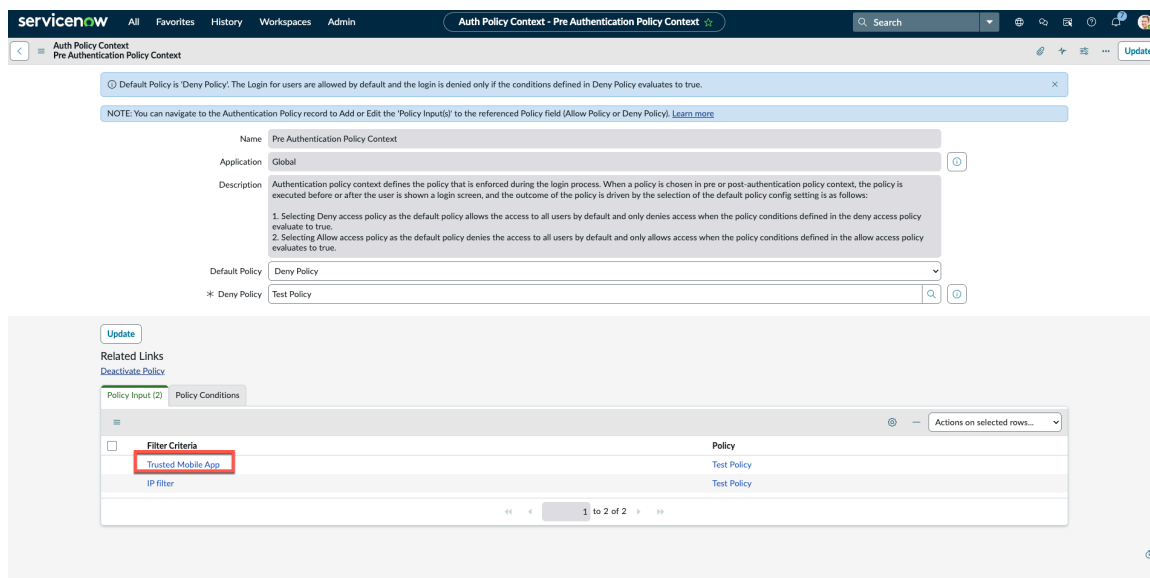 servicenow All Favorites History Workspaces Admin Auth Policy Context - Pre Authentication Policy Context ☆ Search 7
Auth Policy Context
Pre Authentication Policy Context
Update
Default Policy is 'Deny Policy'. The Login for users are allowed by default and the login is denied only if the conditions defined in Deny Policy evaluates to true.
NOTE: You can navigate to the Authentication Policy record to Add or Edit the 'Policy Input(s)' to the referenced Policy field (Allow Policy or Deny Policy). Learn more
Name Pre Authentication Policy Context
Application Global
Description Authentication policy context defines the policy that is enforced during the login process. When a policy is chosen in pre or post-authentication policy context, the policy is
executed before or after the user is shown a login screen, and the outcome of the policy is driven by the selection of the default policy config setting is as follows:
1. Selecting Deny access policy as the default policy allows the access to all users by default and only denies access when the policy conditions defined in the deny access policy
evaluate to true.
2. Selecting Allow access policy as the default policy denies the access to all users by default and only allows access when the policy conditions defined in the allow access policy
evaluates to true.
Default Policy Deny Policy
Deny Policy Test Policy
Update
Related Links
Deactivate Policy
Policy Input (2) Policy Conditions
Actions on selected rows...
Filter Criteria Policy
Trusted Mobile App Test Policy
IP filter Test Policy
1 to 2 of 2